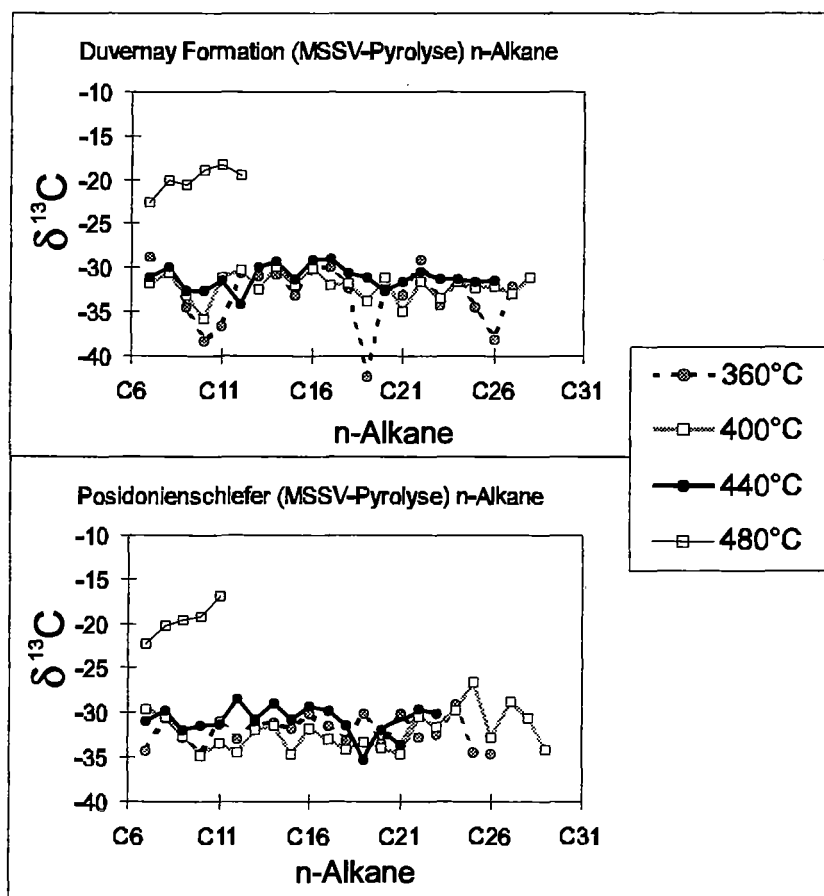 Duvernay Formation (MSSV-Pyrolyse) n-Alkane
-10
-15
-20
-25
-30
-35
-40
δ ¹³C
C6 C11 C16 C21 C26 C31
n-Alkane
360°C
400°C
440°C
480°C
Posidonienschiefer (MSSV-Pyrolyse) n-Alkane
-10
-15
-20
-25
-30
-35
-40
δ ¹³C
C6 C11 C16 C21 C26 C31
n-Alkane